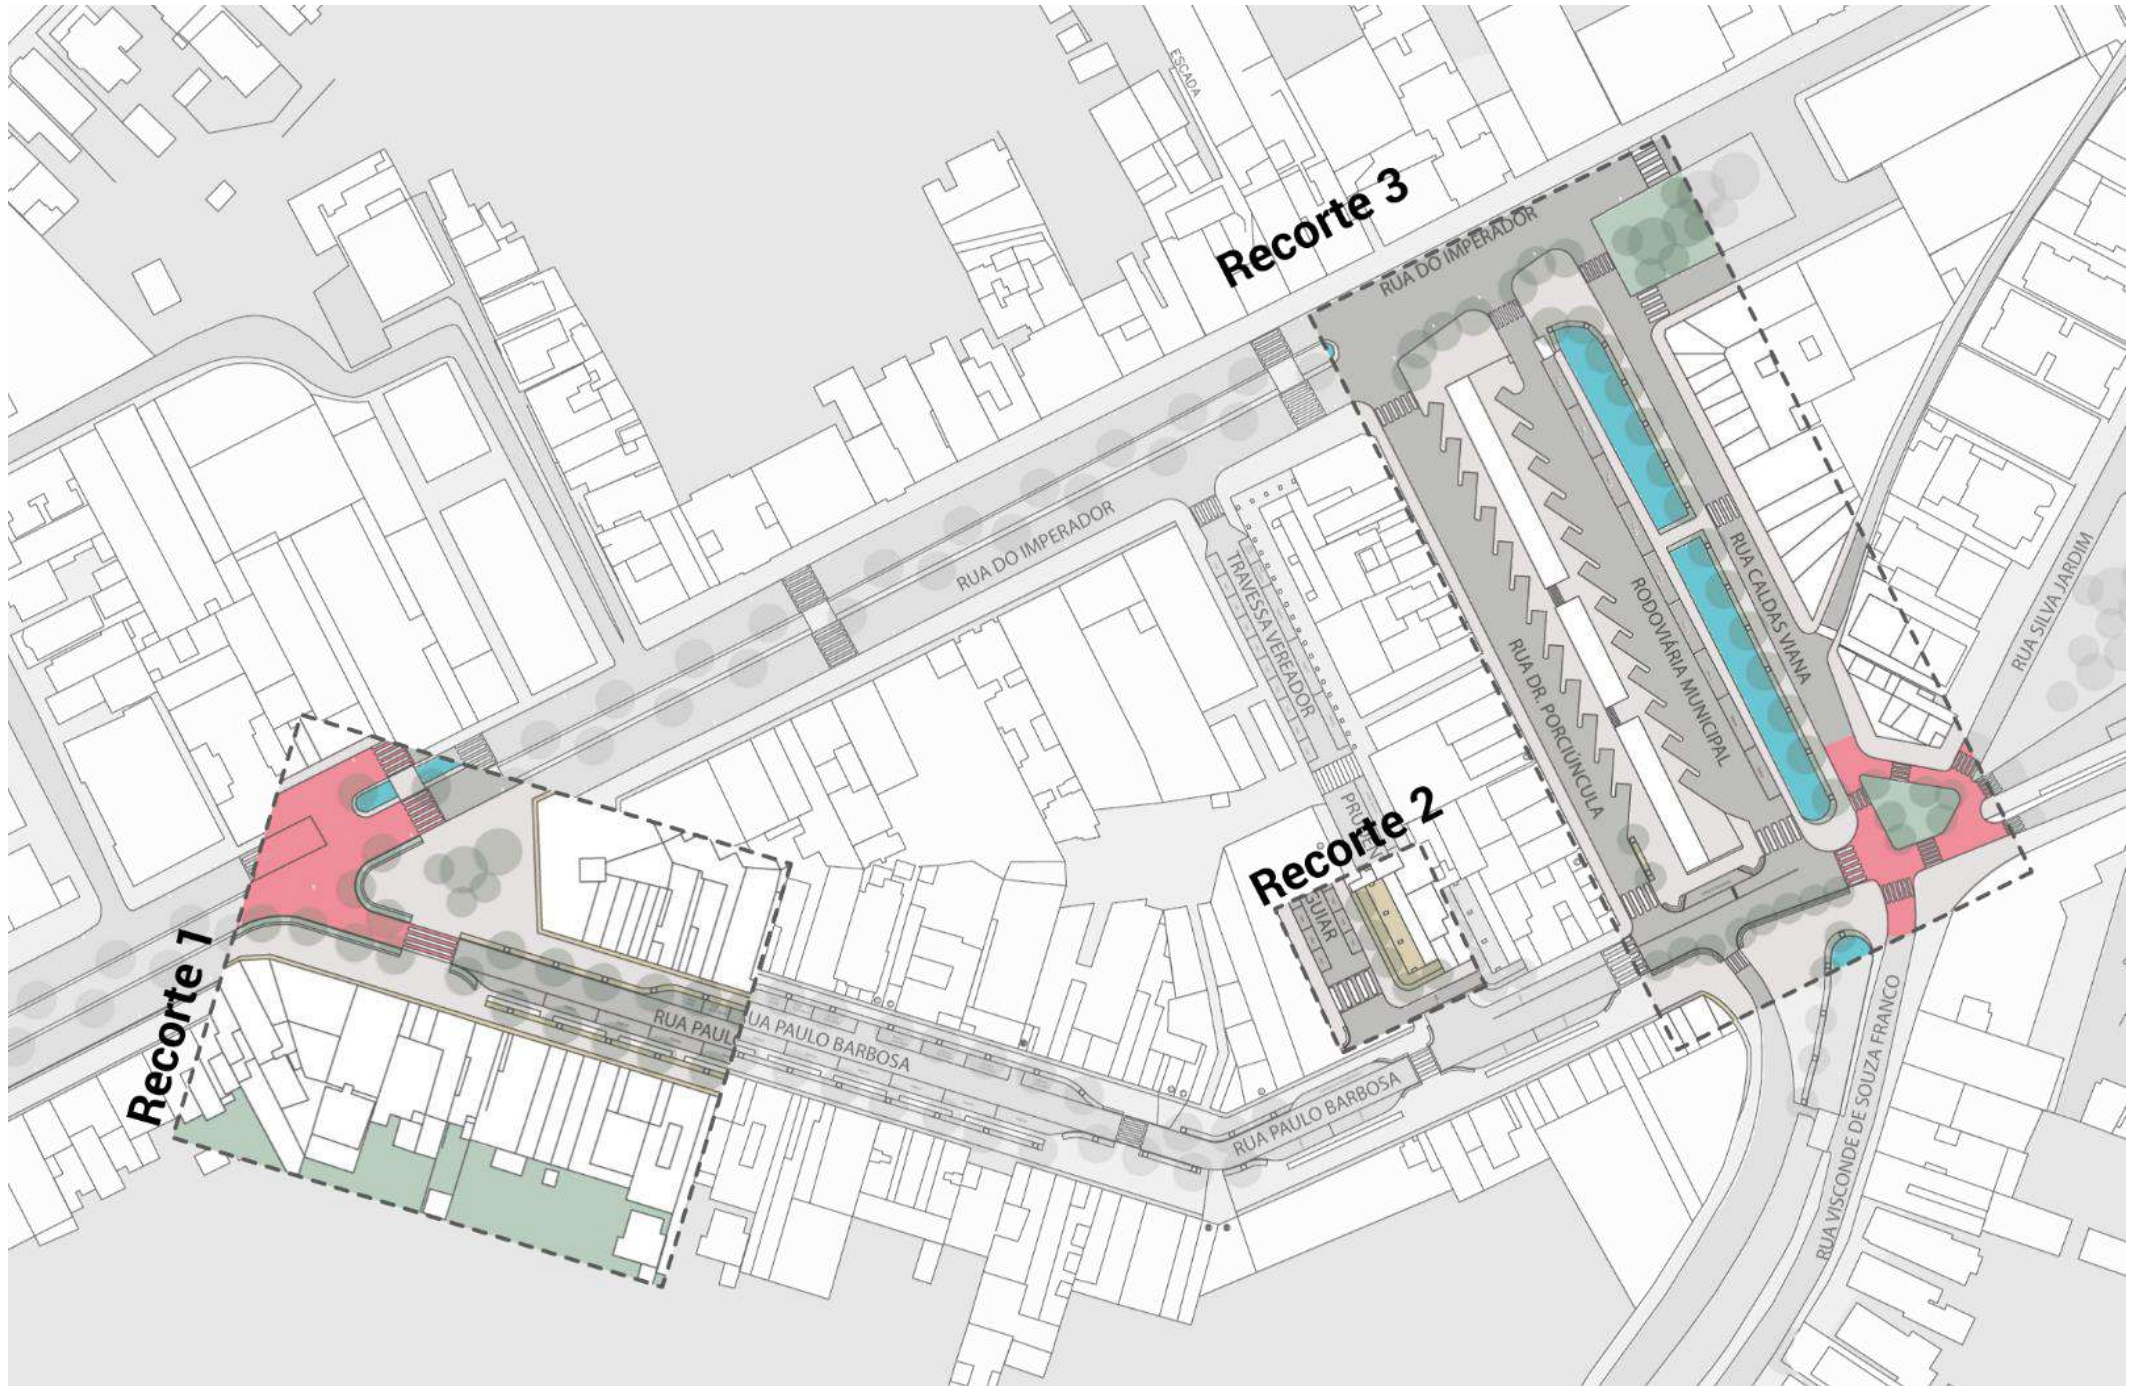 ESCADA
Recorte 3
RUA DO IMPERADOR
RUA DO IMPERADOR
TRAVESSA VEREADOR
RUA CALDAS VIANA
RODOVIÁRIA MUNICIPAL
RUA DR. PORCIÚNCULA
RUA SILVA JARDIM
Recorte 2
GUIAR
Recorte 1
RUA PAUL
UA PAULO BARBOSA
RUA PAULO BARBOSA
RUA VISCONDE DE SOUZA FRANCO